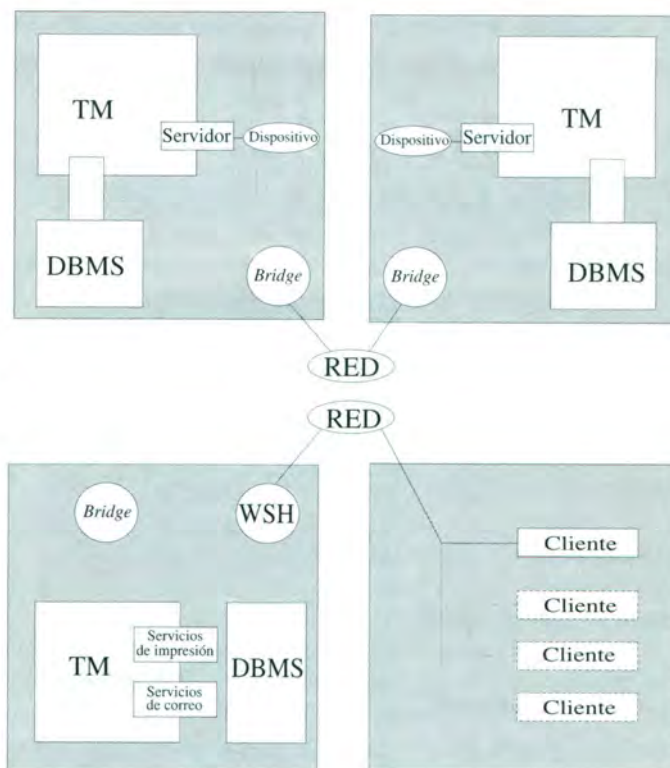 TM
Servidor
Dispositivo
DBMS
Bridge
Dispositivo
Servidor
TM
DBMS
Bridge
RED
RED
Bridge
WSH
TM
Servicios
de impresión
Servicios
de correo
DBMS
Cliente
Cliente
Cliente
Cliente